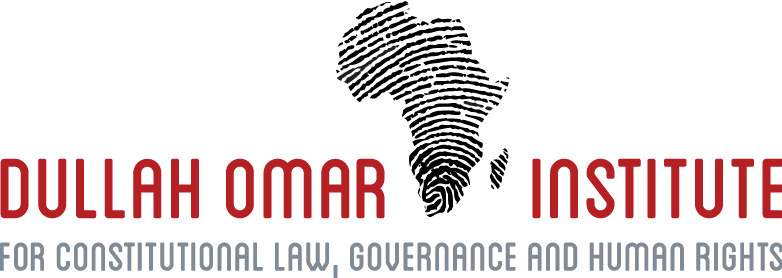 DULLAH OMAR INSTITUTE
FOR CONSTITUTIONAL LAW, GOVERNANCE AND HUMAN RIGHTS